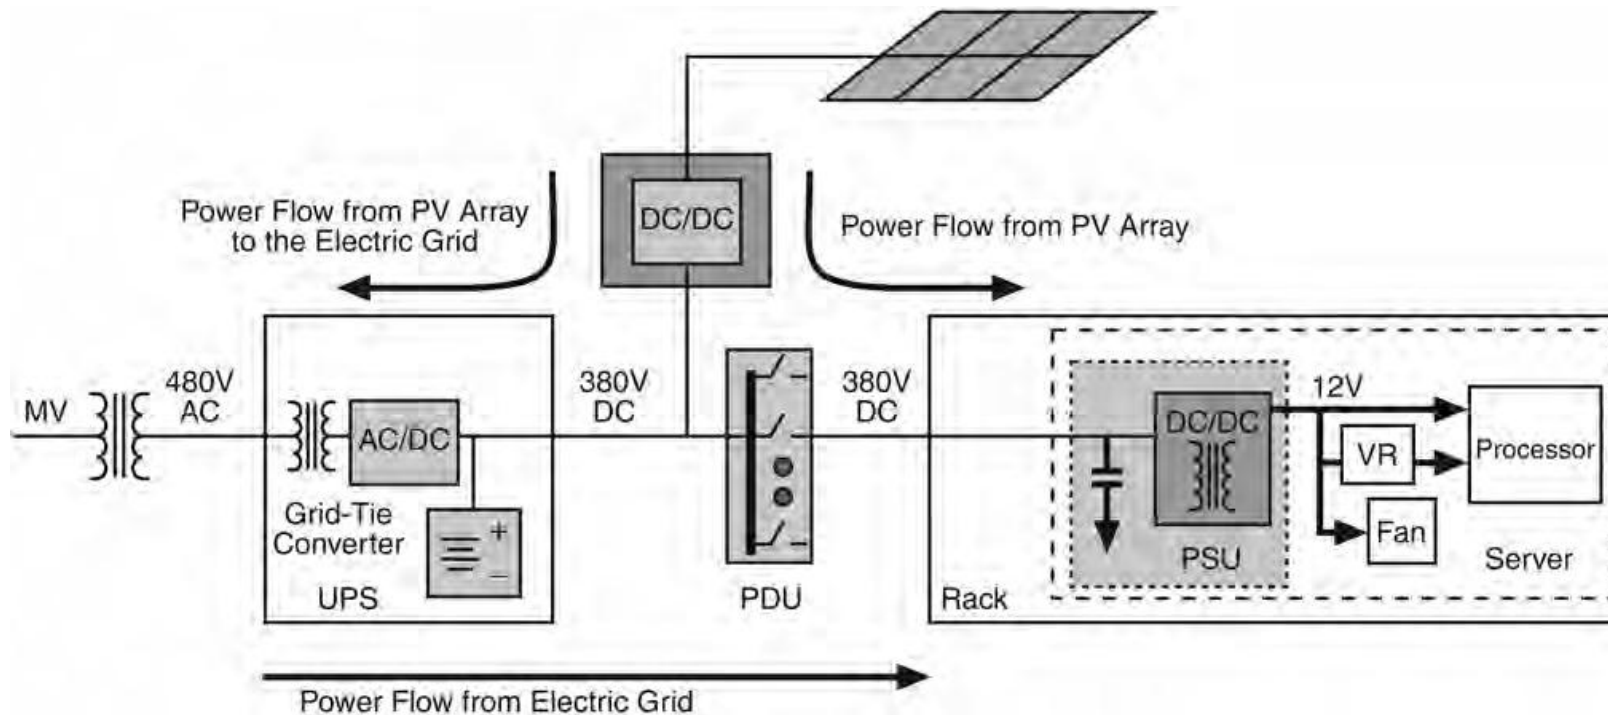 Power Flow from PV Array
to the Electric Grid
DC/DC
Power Flow from PV Array
MV
480V
AC
AC/DC
Grid-Tie
Converter
+
–
UPS
380V
DC
PDU
380V
DC
Rack
DC/DC
PSU
12V
VR
Fan
Processor
Server
Power Flow from Electric Grid